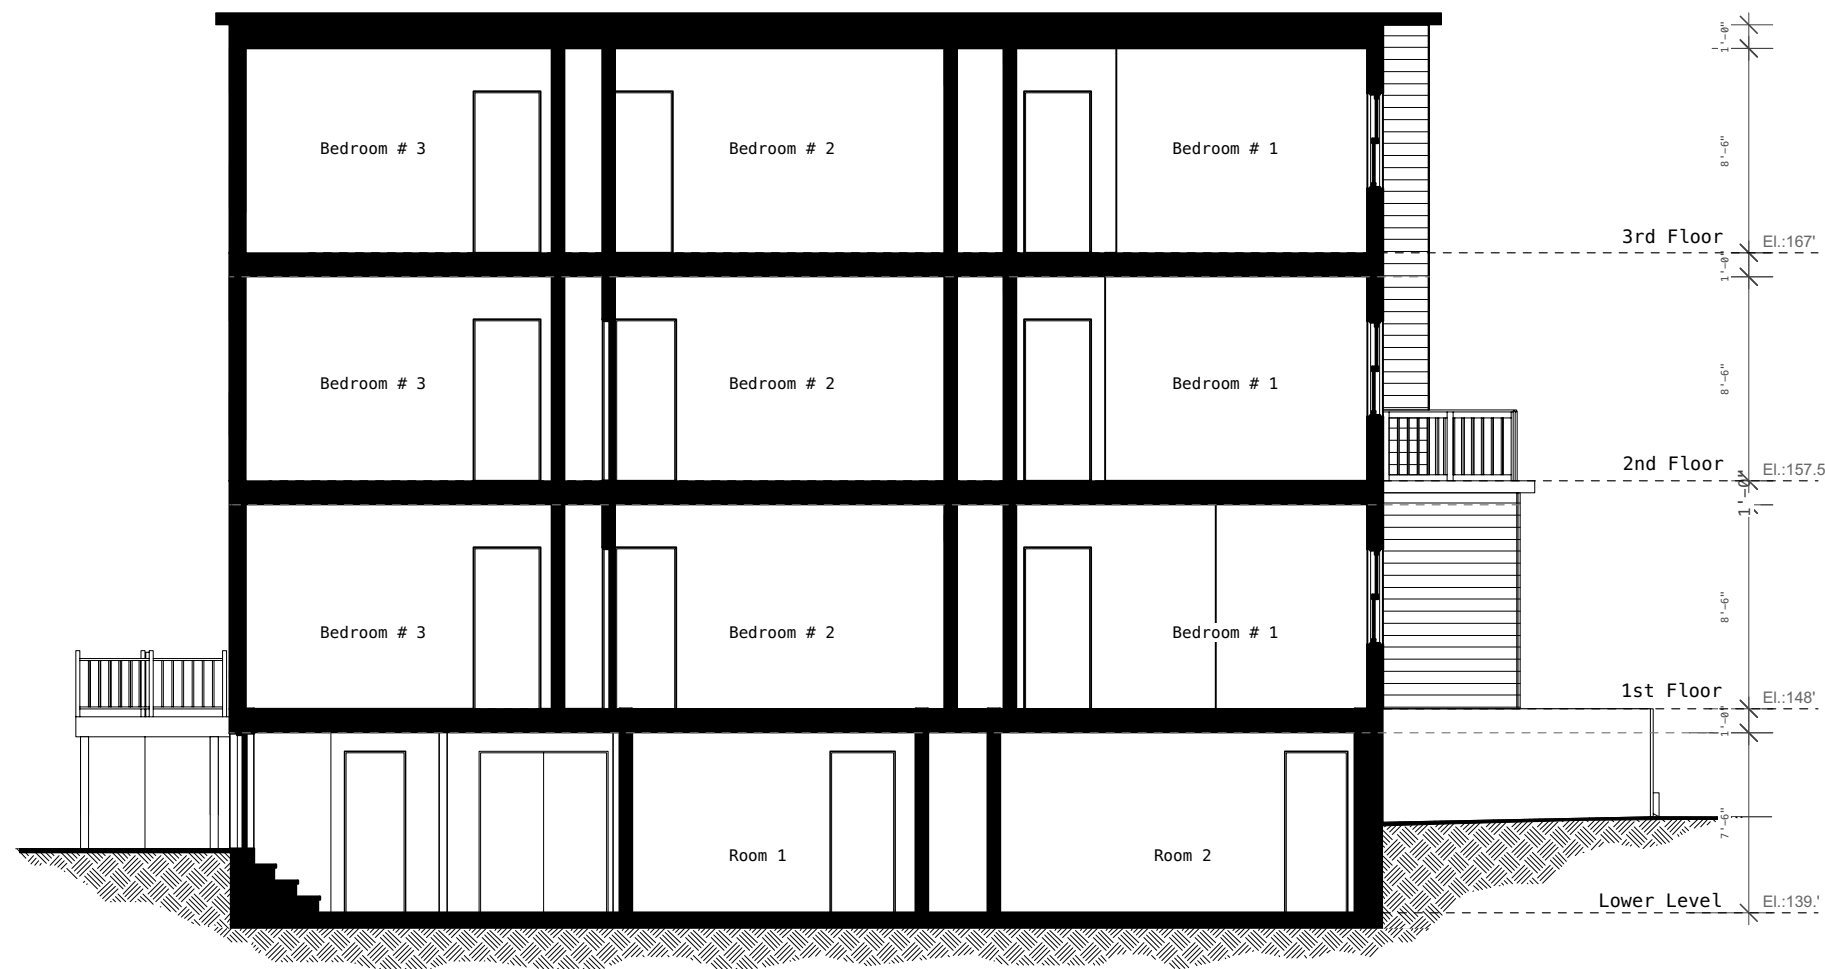 1'-0"
Bedroom # 3
Bedroom # 2
Bedroom # 1
8'-6"
3rd Floor
El.:167'
1'-0"
Bedroom # 3
Bedroom # 2
Bedroom # 1
8'-6"
2nd Floor
El.:157.5
1'-0"
8'-6"
Bedroom # 3
Bedroom # 2
Bedroom # 1
1st Floor
El.:148'
1'-0"
7'-6"
Room 1
Room 2
Lower Level
El.:139.'